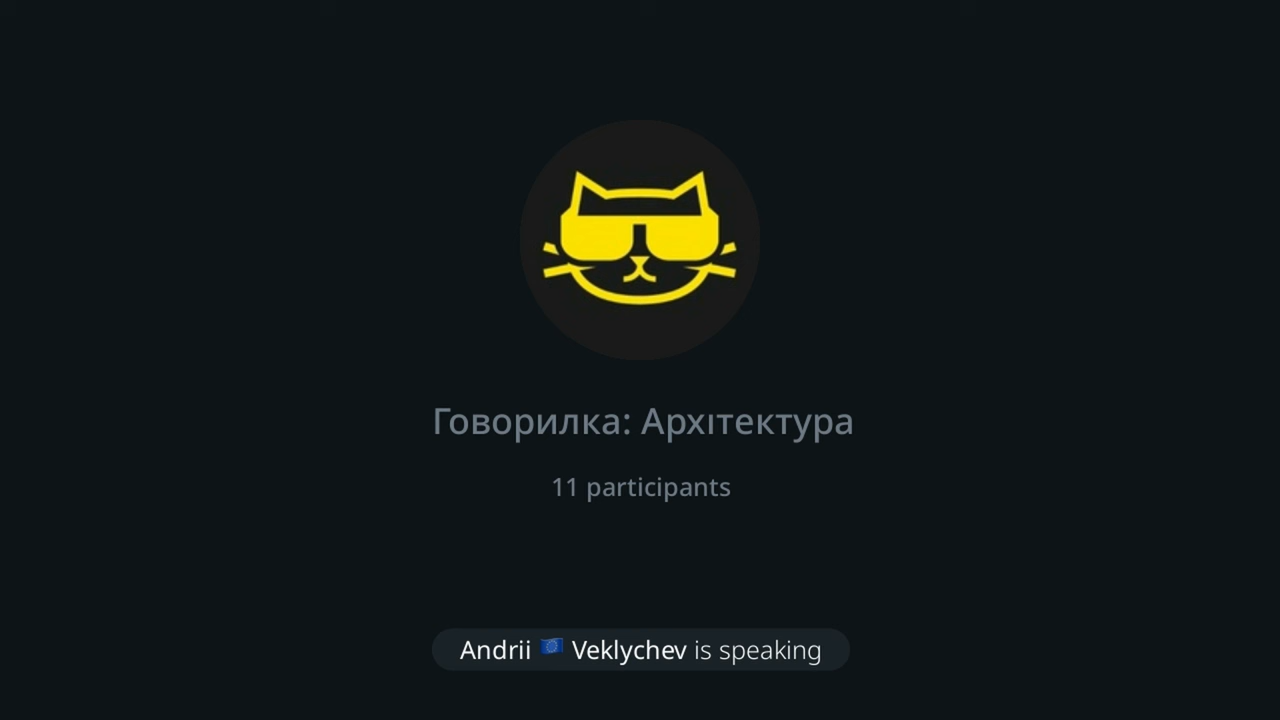 Говорилка: Архітектура
11 participants
Andrii 🇪🇺 Veklychev is speaking